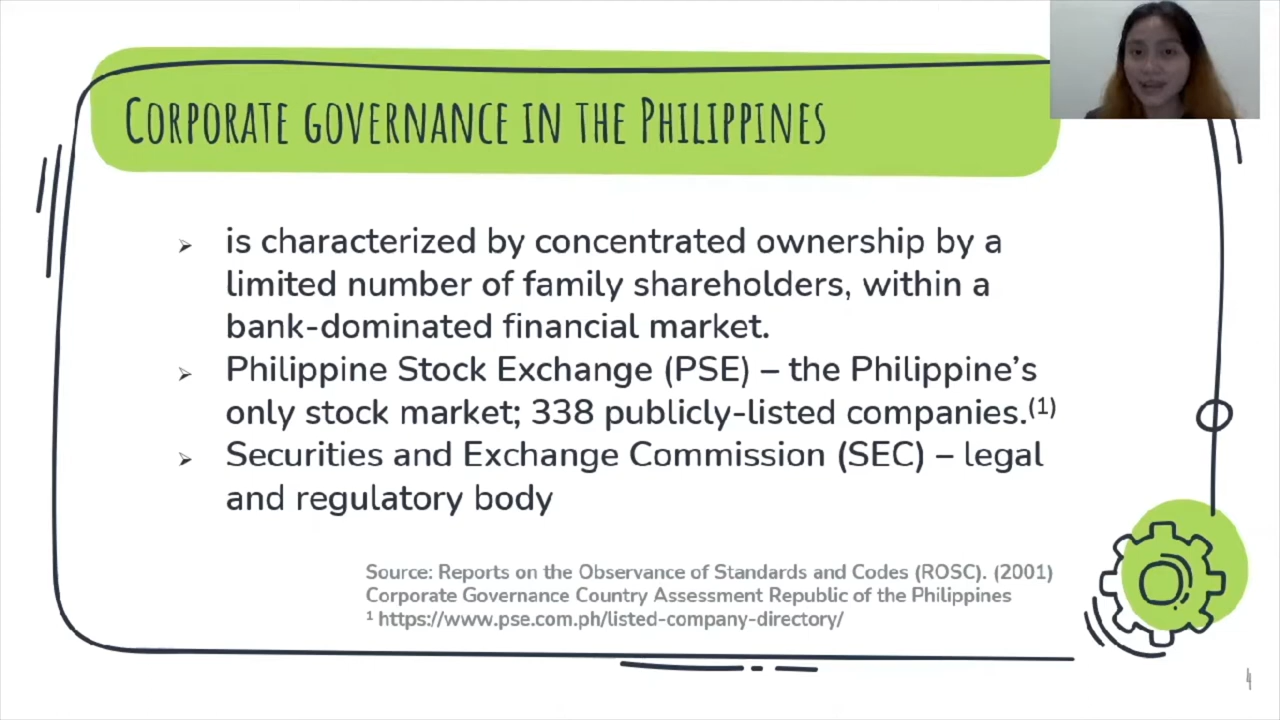 Corporate governance in the Philippines
➢ is characterized by concentrated ownership by a
limited number of family shareholders, within a
bank-dominated financial market.
➢ Philippine Stock Exchange (PSE) – the Philippine’s
only stock market; 338 publicly-listed companies.(1)
➢ Securities and Exchange Commission (SEC) – legal
and regulatory body
Source: Reports on the Observance of Standards and Codes (ROSC). (2001)
Corporate Governance Country Assessment Republic of the Philippines
1 https://www.pse.com.ph/listed-company-directory/
4